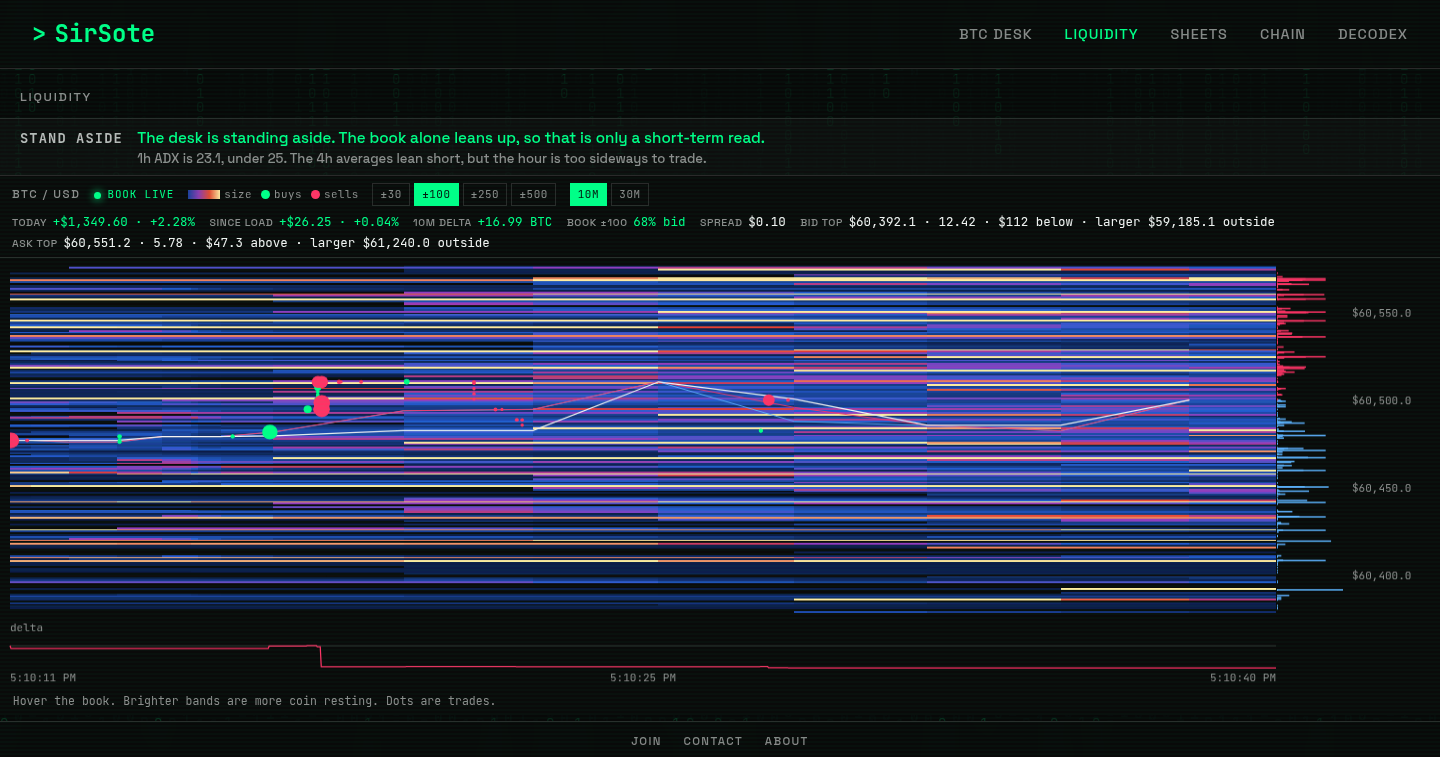 > SirSote
BTC DESK LIQUIDITY SHEETS CHAIN DECODEX
LIQUIDITY
STAND ASIDE The desk is standing aside. The book alone leans up, so that is only a short-term read.
1h ADX is 23.1, under 25. The 4h averages lean short, but the hour is too sideways to trade.
BTC / USD BOOK LIVE size buys sells ±30 ±100 ±250 ±500 10M 30M
TODAY +$1,349.60 · +2.28% SINCE LOAD +$26.25 · +0.04% 10M DELTA +16.99 BTC BOOK ±100 68% bid SPREAD $0.10 BID TOP $60,392.1 · 12.42 · $112 below · larger $59,185.1 outside
ASK TOP $60,551.2 · 5.78 · $47.3 above · larger $61,240.0 outside
$60,550.0
$60,500.0
$60,450.0
$60,400.0
delta
5:10:11 PM 5:10:25 PM 5:10:40 PM
Hover the book. Brighter bands are more coin resting. Dots are trades.
JOIN CONTACT ABOUT